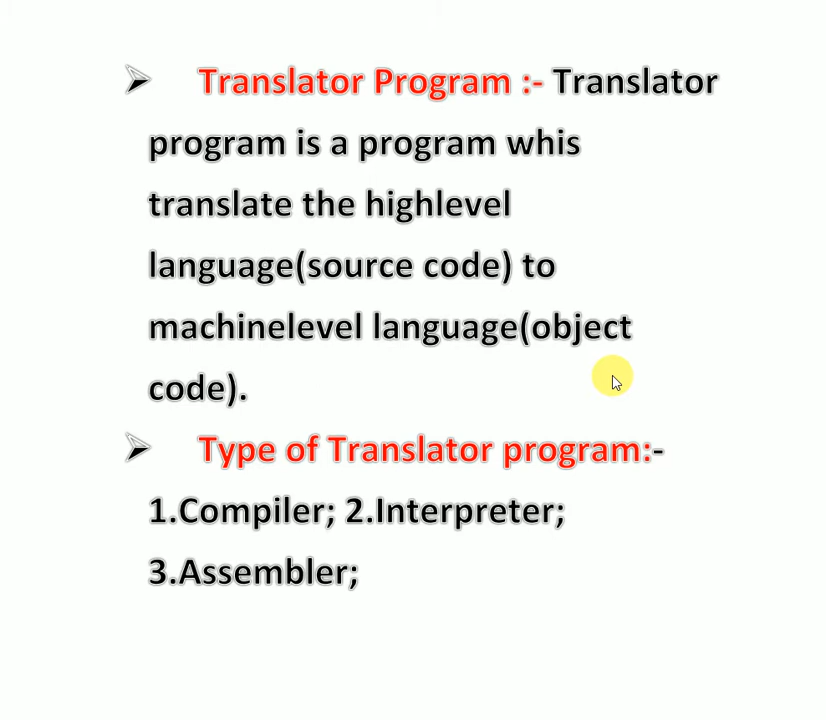 ➢ Translator Program :- Translator
program is a program whis
translate the highlevel
language(source code) to
machinelevel language(object
code).
➢ Type of Translator program:-
1.Compiler; 2.Interpreter;
3.Assembler;